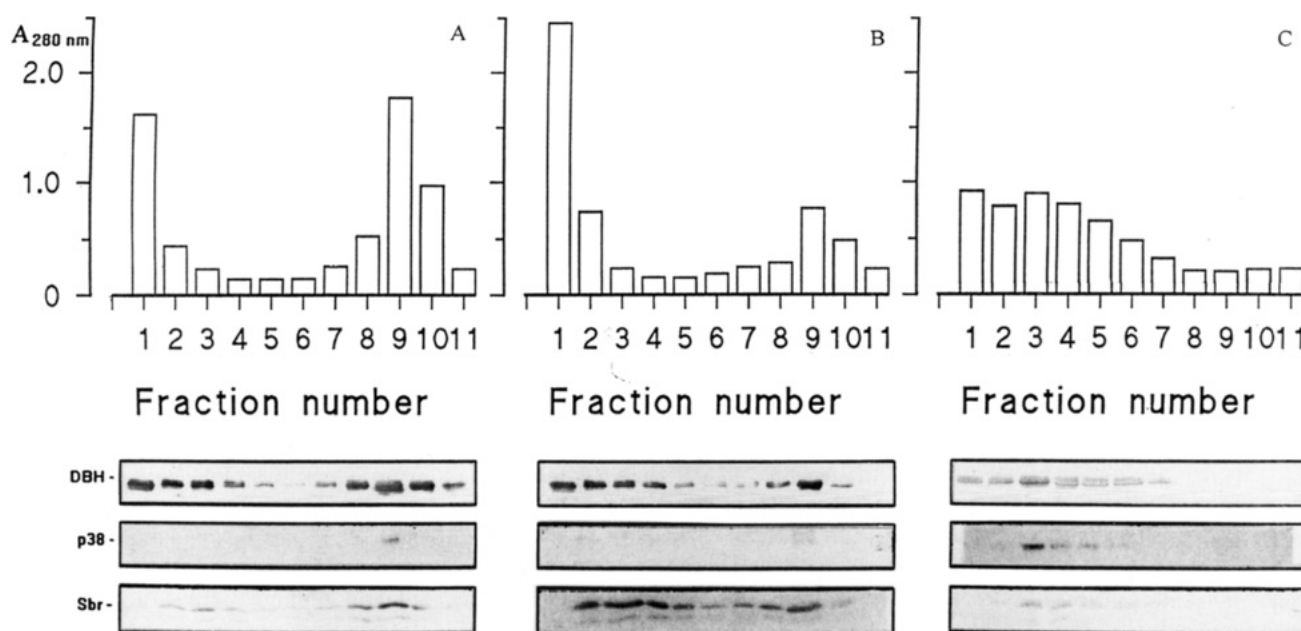 A 280 nm A B C
2.0
1.0
0
1 2 3 4 5 6 7 8 9 10 11 1 2 3 4 5 6 7 8 9 10 11 1 2 3 4 5 6 7 8 9 10 11
Fraction number Fraction number Fraction number
DBH -
p38 -
Sbr -